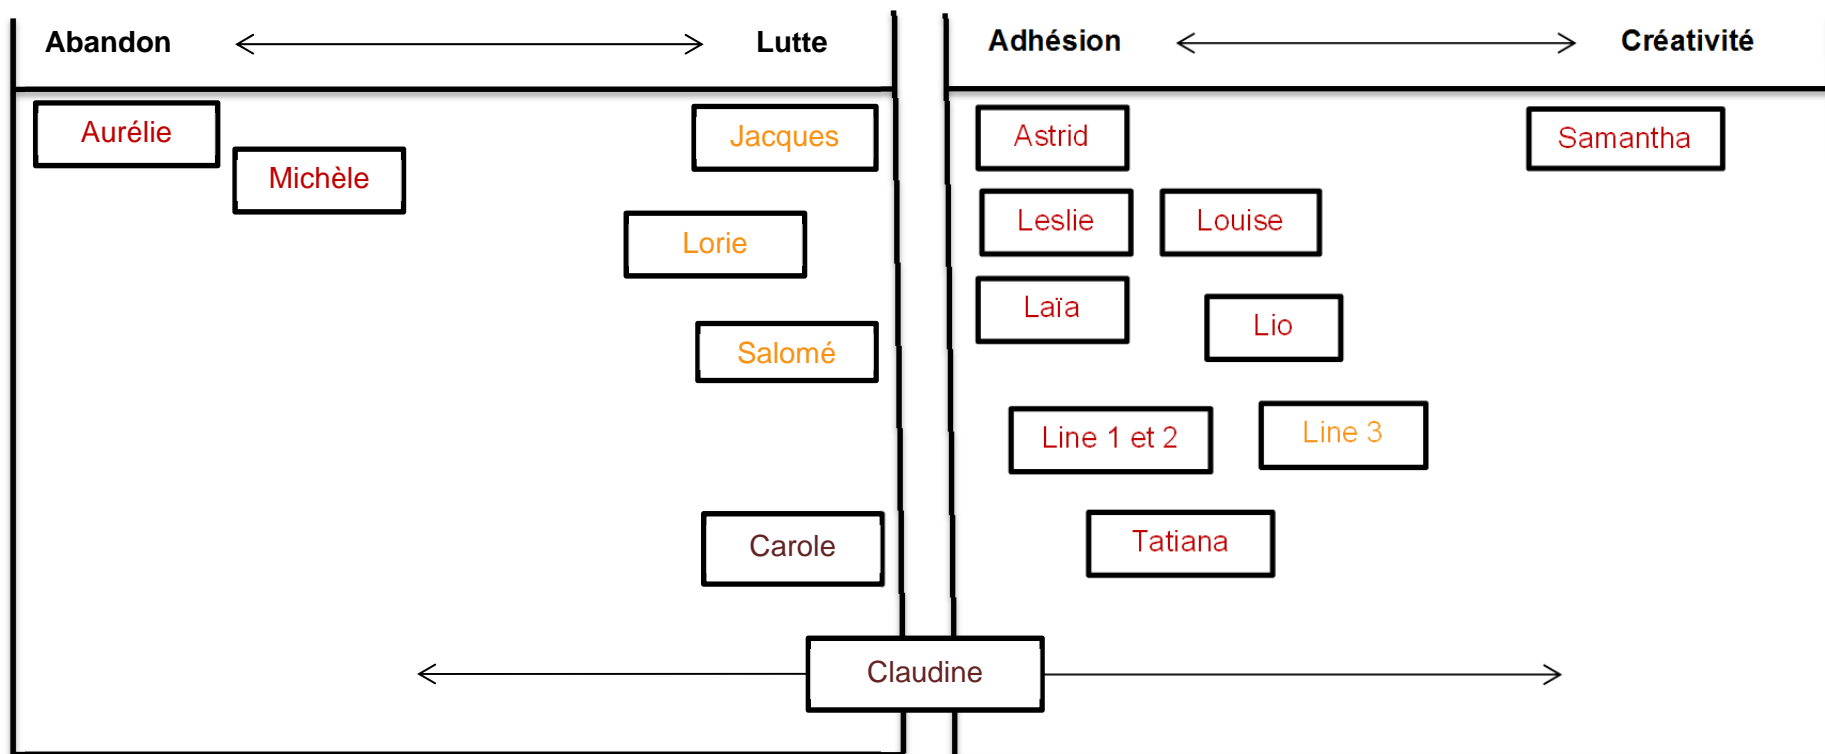 Abandon
Lutte
Adhésion
Créativité
Aurélie
Michèle
Jacques
Lorie
Salomé
Carole
Astrid
Samantha
Leslie
Louise
Laïa
Lio
Line 1 et 2
Line 3
Tatiana
Claudine